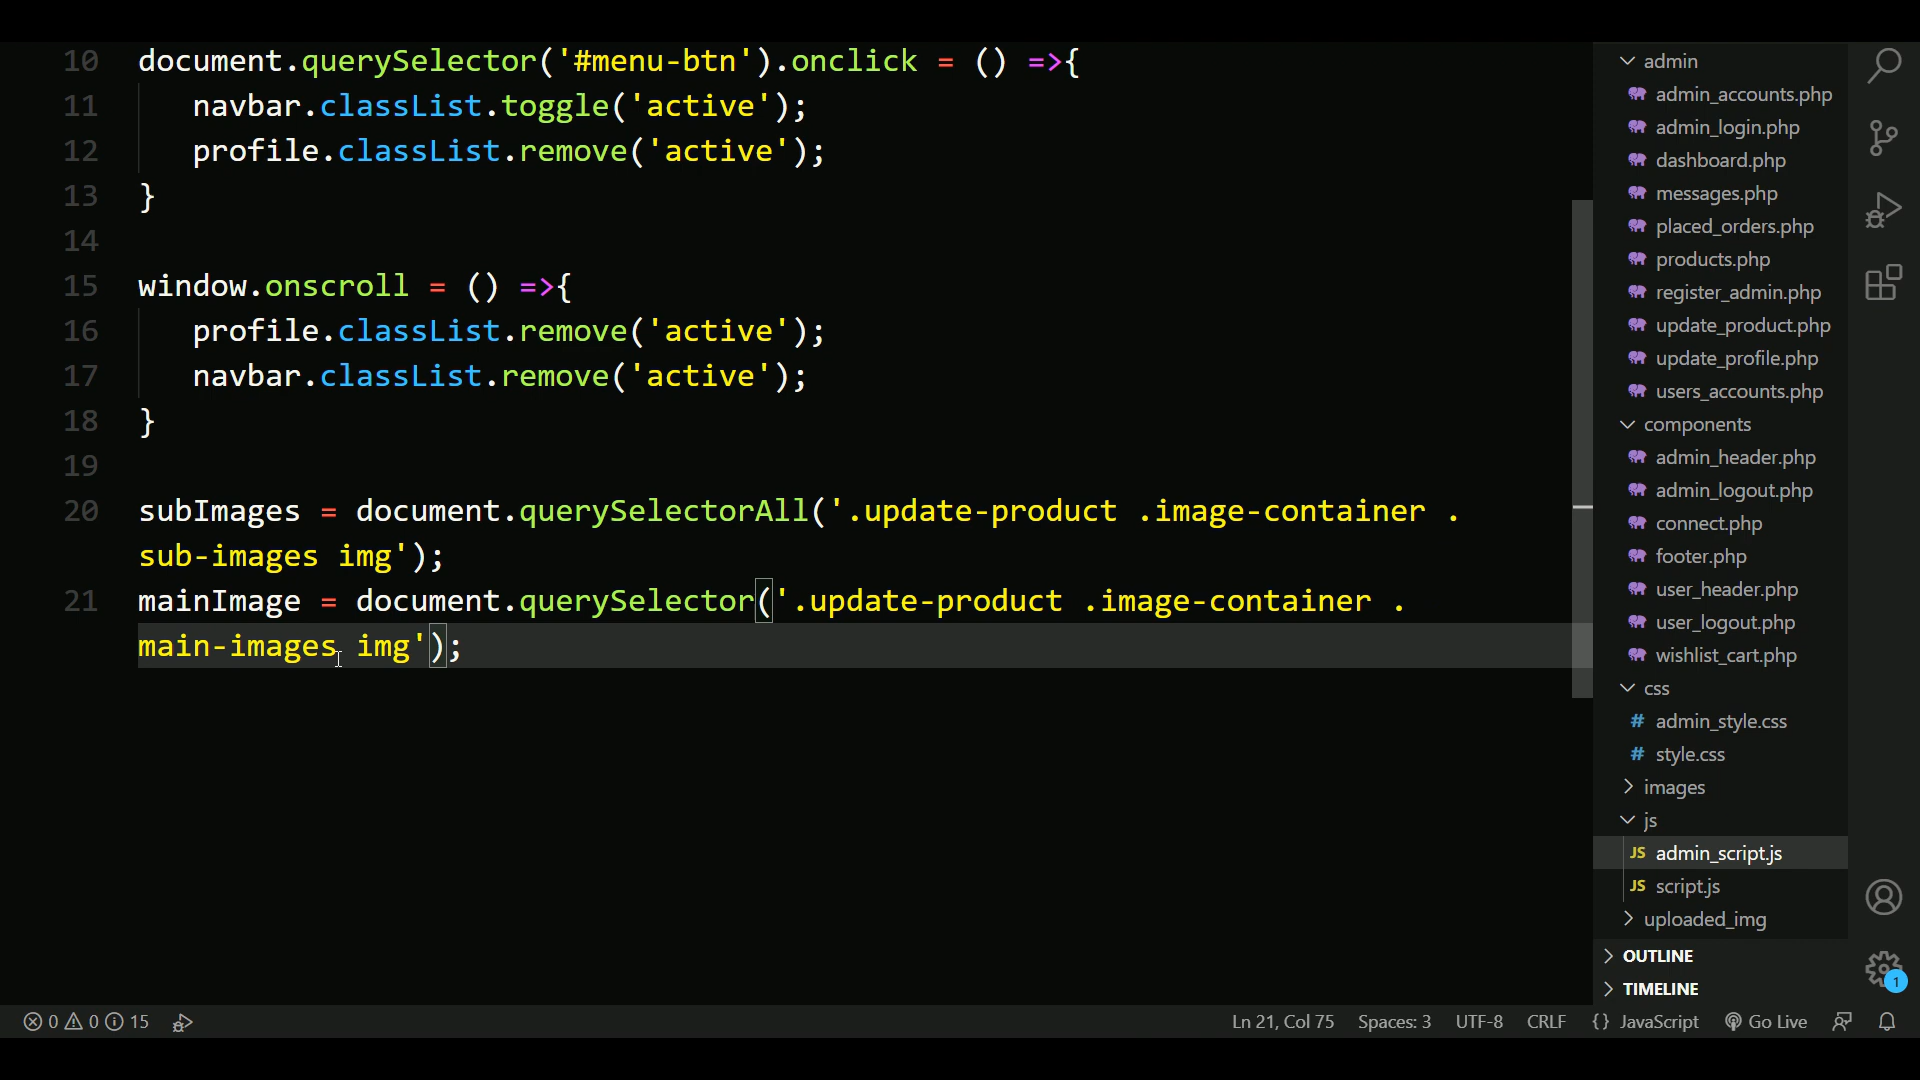 10 document.querySelector('#menu-btn').onclick = () =>{
11 navbar.classList.toggle('active');
12 profile.classList.remove('active');
13 }
14
15 window.onscroll = () =>{
16 profile.classList.remove('active');
17 navbar.classList.remove('active');
18 }
19
20 subImages = document.querySelectorAll('.update-product .image-container .
sub-images img');
21 mainImage = document.querySelector('.update-product .image-container .
main-images img');
admin
admin_accounts.php
admin_login.php
dashboard.php
messages.php
placed_orders.php
products.php
register_admin.php
update_product.php
update_profile.php
users_accounts.php
components
admin_header.php
admin_logout.php
connect.php
footer.php
user_header.php
user_logout.php
wishlist_cart.php
css
# admin_style.css
# style.css
images
js
JS admin_script.js
JS script.js
uploaded_img
OUTLINE
TIMELINE
1
0 0 15
Ln 21, Col 75 Spaces: 3 UTF-8 CRLF {} JavaScript Go Live